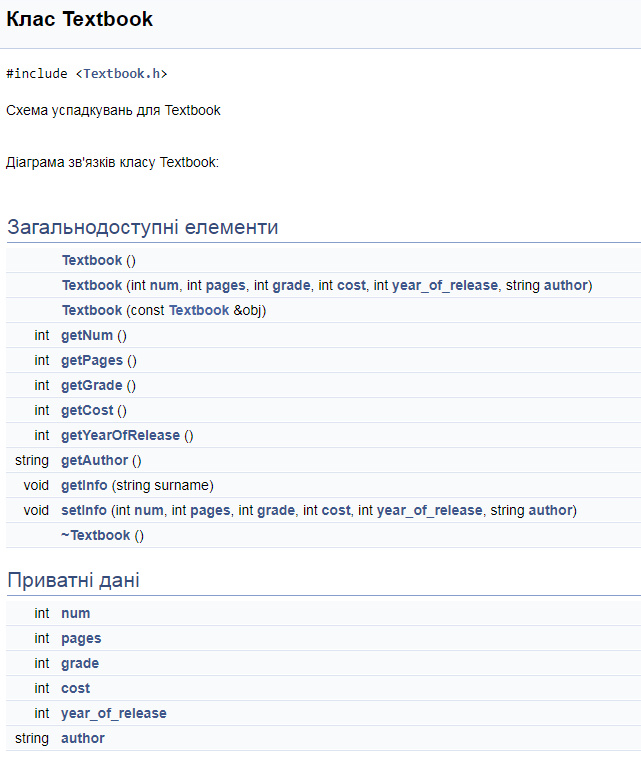 Клас Textbook
#include <Textbook.h>
Схема успадкувань для Textbook
Діаграма зв'язків класу Textbook:
Загальнодоступні елементи
Textbook ()
Textbook (int num, int pages, int grade, int cost, int year_of_release, string author)
Textbook (const Textbook &obj)
int getNum ()
int getPages ()
int getGrade ()
int getCost ()
int getYearOfRelease ()
string getAuthor ()
void getInfo (string surname)
void setInfo (int num, int pages, int grade, int cost, int year_of_release, string author)
~Textbook ()
Приватні дані
int num
int pages
int grade
int cost
int year_of_release
string author